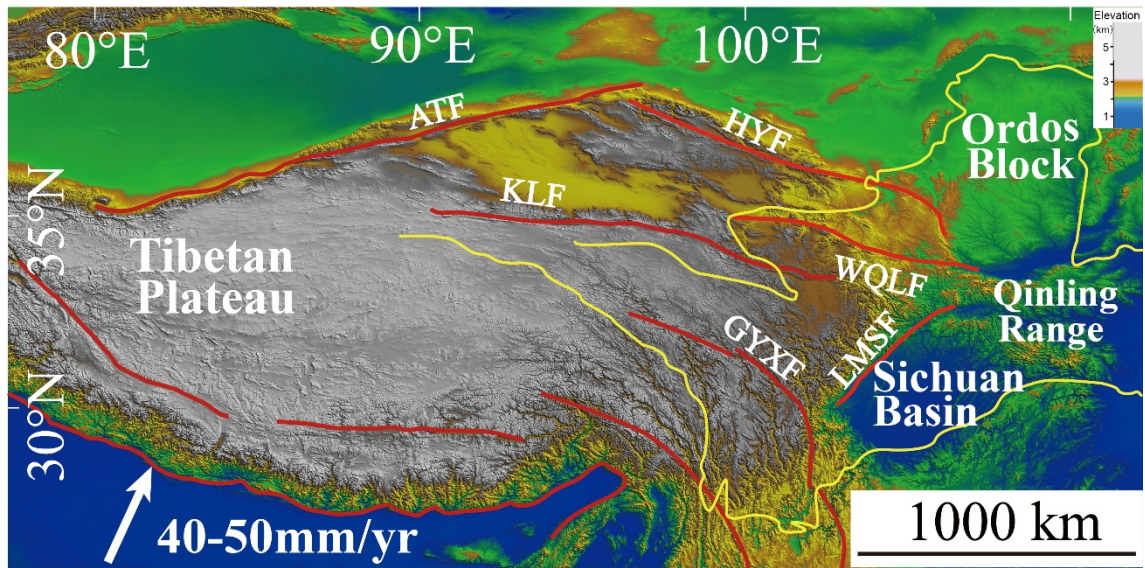 80°E
90°E
100°E
Elevation
(km)
5
3
2
1
ATF
HYF
Ordos
Block
KLF
35°N
Tibetan
Plateau
WQLF
Qinling
Range
GYXF
LMSF
Sichuan
Basin
30°N
40-50mm/yr
1000 km